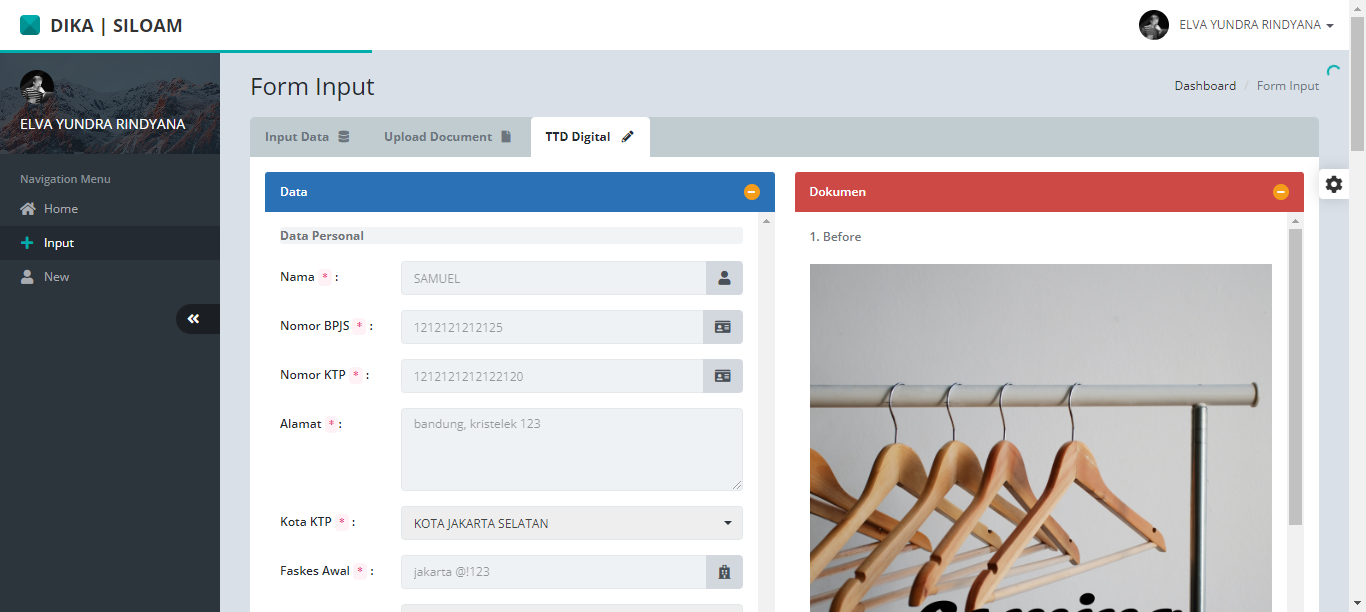 DIKA | SILOAM
ELVA YUNDRA RINDYANA
ELVA YUNDRA RINDYANA
Navigation Menu
Home
Input
New
Form Input
Dashboard / Form Input
Input Data
Upload Document
TTD Digital
Data
Data Personal
Nama * :
SAMUEL
Nomor BPJS * :
1212121212125
Nomor KTP * :
1212121212122120
Alamat * :
bandung, kristelek 123
Kota KTP * :
KOTA JAKARTA SELATAN
Faskes Awal * :
jakarta @!123
Dokumen
1. Before